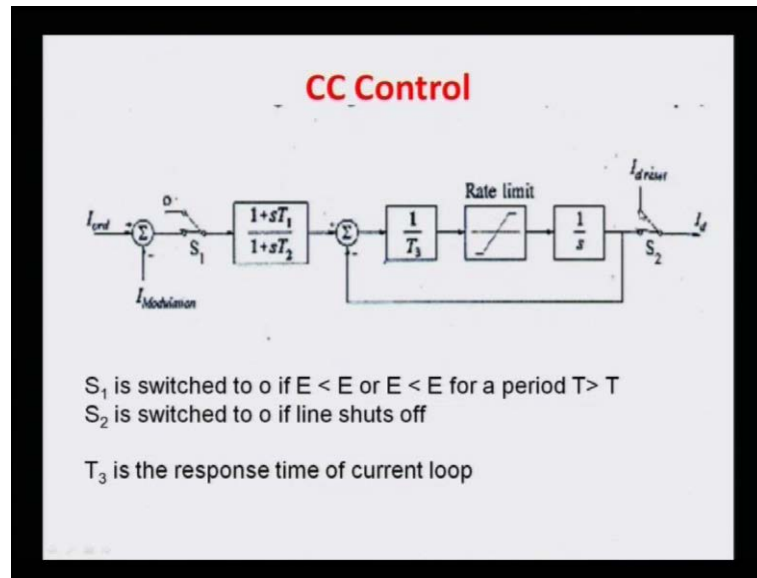 CC Control
I_ord + Σ -
I_Modulation
o
S₁
1+sT₁
1+sT₂
+ Σ -
1
T₃
Rate limit
1
s
I_d reset
S₂
I_d
S₁ is switched to o if E < E or E < E for a period T> T
S₂ is switched to o if line shuts off
T₃ is the response time of current loop